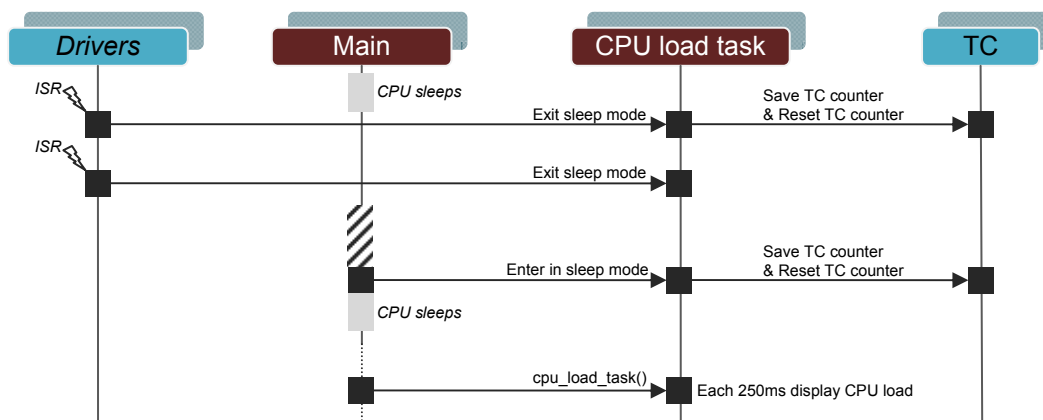 Drivers
Main
CPU load task
TC
ISR
CPU sleeps
Exit sleep mode
Save TC counter
& Reset TC counter
ISR
Exit sleep mode
Enter in sleep mode
Save TC counter
& Reset TC counter
CPU sleeps
cpu_load_task()
Each 250ms display CPU load